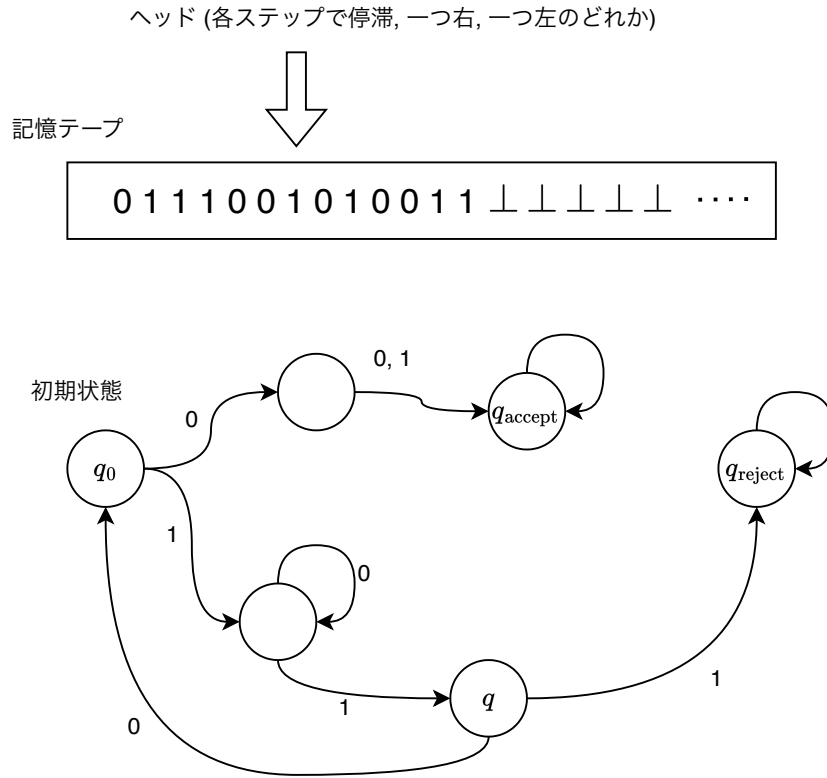 ヘッド (各ステップで停滞, 一つ右, 一つ左のどれか)
記憶テープ
0 1 1 1 0 0 1 0 1 0 0 1 1 ⊥ ⊥ ⊥ ⊥ ⊥ ····
0, 1
初期状態
0
q_accept
q_0
q_reject
1
0
q
1
1
0